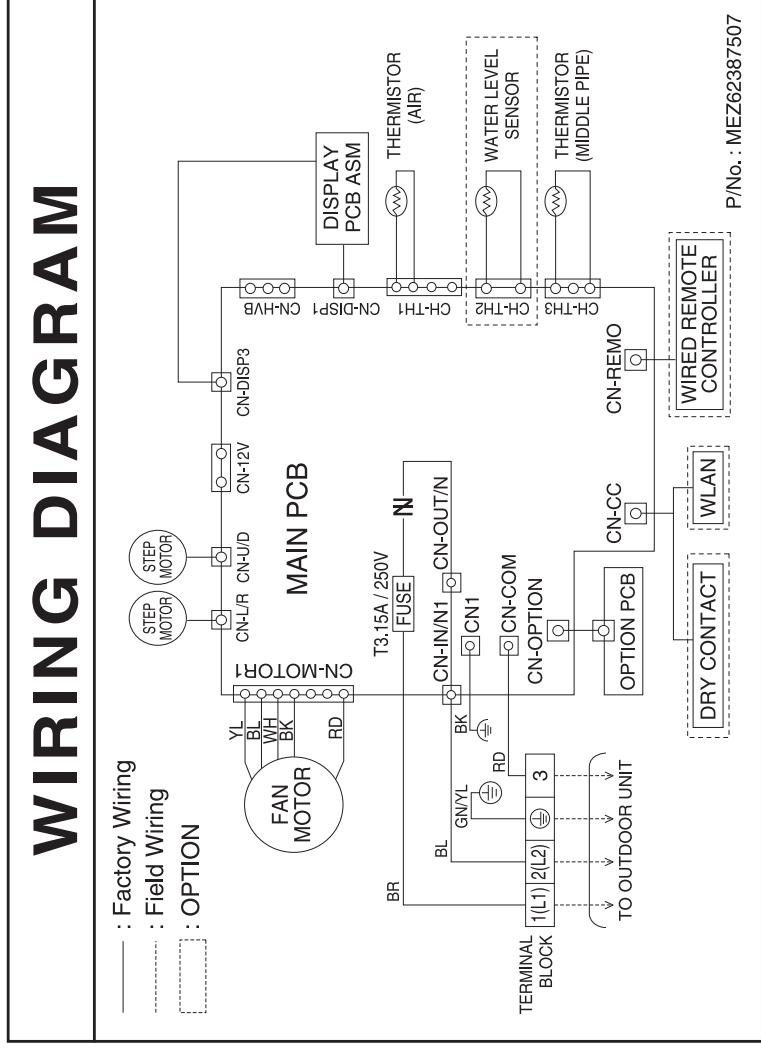 WIRING DIAGRAM
: Factory Wiring
: Field Wiring
: OPTION
STEP
MOTOR
STEP
MOTOR
CN-L/R
CN-U/D
CN-12V
CN-DISP3
FAN
MOTOR
YL
BL
WH
BK
RD
CN-MOTOR1
MAIN PCB
CN-HVB
CN-DISP1
DISPLAY
PCB ASM
CH-TH1
THERMISTOR
(AIR)
CH-TH2
WATER LEVEL
SENSOR
CH-TH3
THERMISTOR
(MIDDLE PIPE)
T3.15A / 250V
FUSE
CN-IN/N1
CN-OUT/N
BK
CN1
CN-COM
CN-OPTION
OPTION PCB
CN-CC
CN-REMO
WIRED REMOTE
CONTROLLER
WLAN
DRY CONTACT
BR
BL
GN/YL
RD
TERMINAL
BLOCK
1(L1)
2(L2)
3
TO OUTDOOR UNIT
P/No. : MEZ62387507